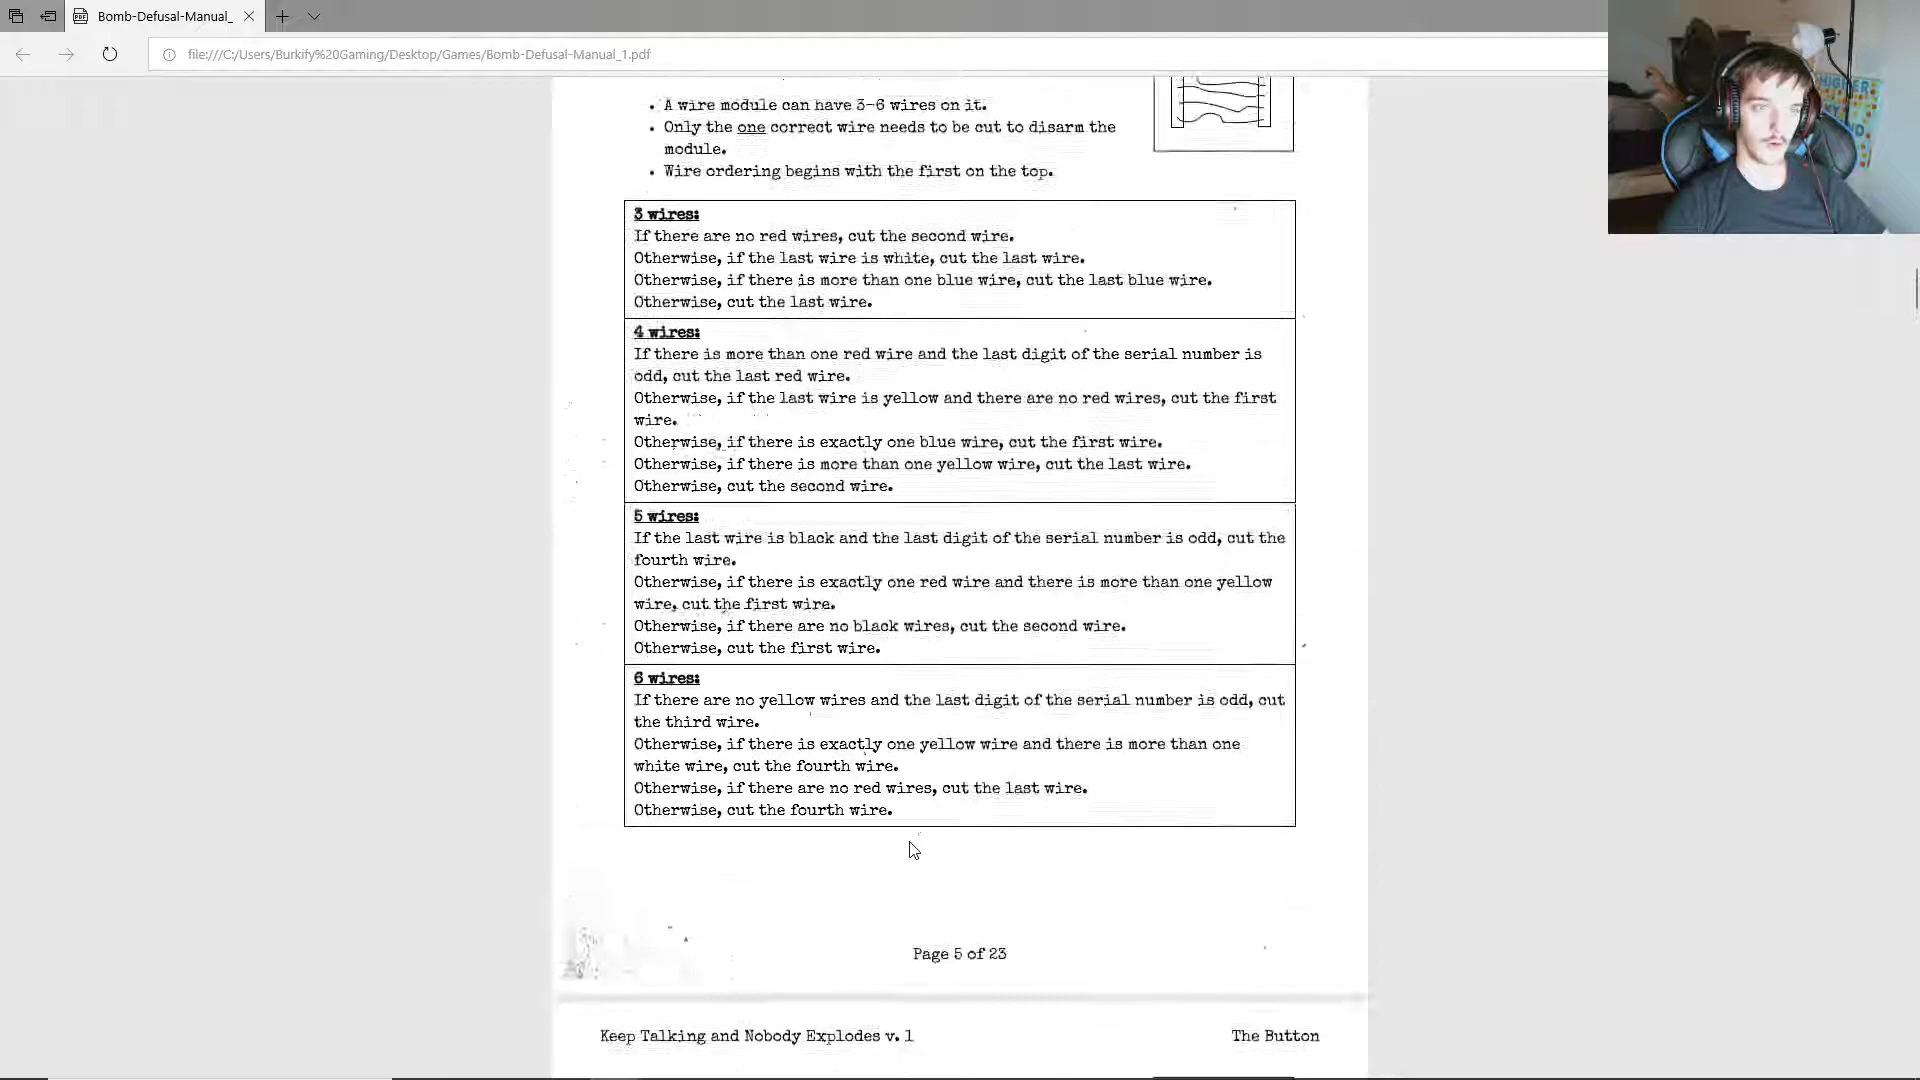 Bomb-Defusal-Manual_
file:///C:/Users/Burkify%20Gaming/Desktop/Games/Bomb-Defusal-Manual_1.pdf
HIGHER
• A wire module can have 3-6 wires on it.
• Only the one correct wire needs to be cut to disarm the
module.
• Wire ordering begins with the first on the top.
3 wires:
If there are no red wires, cut the second wire.
Otherwise, if the last wire is white, cut the last wire.
Otherwise, if there is more than one blue wire, cut the last blue wire.
Otherwise, cut the last wire.
4 wires:
If there is more than one red wire and the last digit of the serial number is
odd, cut the last red wire.
Otherwise, if the last wire is yellow and there are no red wires, cut the first
wire.
Otherwise, if there is exactly one blue wire, cut the first wire.
Otherwise, if there is more than one yellow wire, cut the last wire.
Otherwise, cut the second wire.
5 wires:
If the last wire is black and the last digit of the serial number is odd, cut the
fourth wire.
Otherwise, if there is exactly one red wire and there is more than one yellow
wire, cut the first wire.
Otherwise, if there are no black wires, cut the second wire.
Otherwise, cut the first wire.
6 wires:
If there are no yellow wires and the last digit of the serial number is odd, cut
the third wire.
Otherwise, if there is exactly one yellow wire and there is more than one
white wire, cut the fourth wire.
Otherwise, if there are no red wires, cut the last wire.
Otherwise, cut the fourth wire.
Page 5 of 23
Keep Talking and Nobody Explodes v. 1
The Button